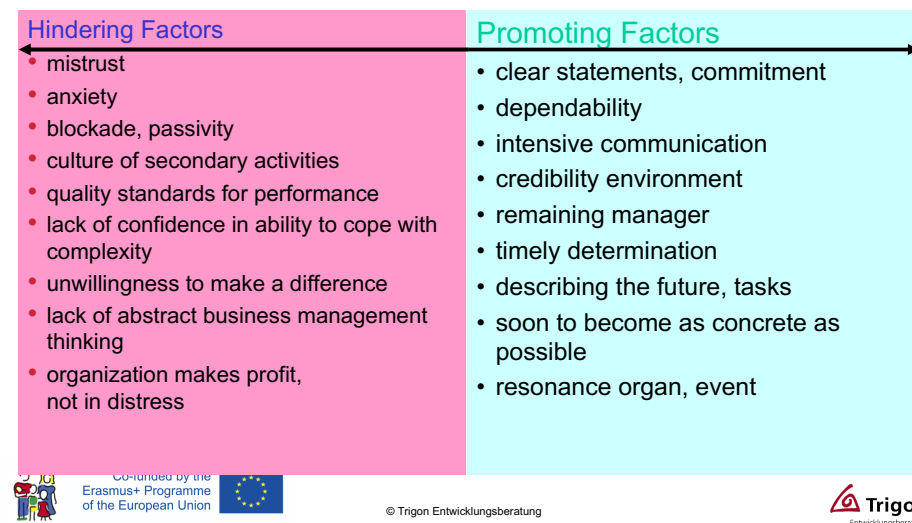 Hindering Factors
• mistrust
• anxiety
• blockade, passivity
• culture of secondary activities
• quality standards for performance
• lack of confidence in ability to cope with
complexity
• unwillingness to make a difference
• lack of abstract business management
thinking
• organization makes profit,
not in distress
Promoting Factors
• clear statements, commitment
• dependability
• intensive communication
• credibility environment
• remaining manager
• timely determination
• describing the future, tasks
• soon to become as concrete as
possible
• resonance organ, event
Co-funded by the
Erasmus+ Programme
of the European Union
© Trigon Entwicklungsberatung
Trigo
Entwicklungsbera